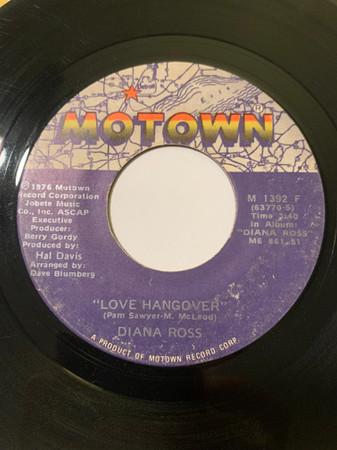 MOTOWN®
℗1976 Motown
Record Corporation
Jobete Music
Co., Inc. ASCAP
Executive
Producer:
Berry Gordy
Produced by:
Hal Davis
Arranged by:
Dave Blumberg
M 1392 F
(63770-5)
Time 3:40
In Album:
"DIANA ROSS"
M6 861 S1
"LOVE HANGOVER"
(Pam Sawyer-M. McLeod)
DIANA ROSS
A PRODUCT OF MOTOWN RECORD CORP.